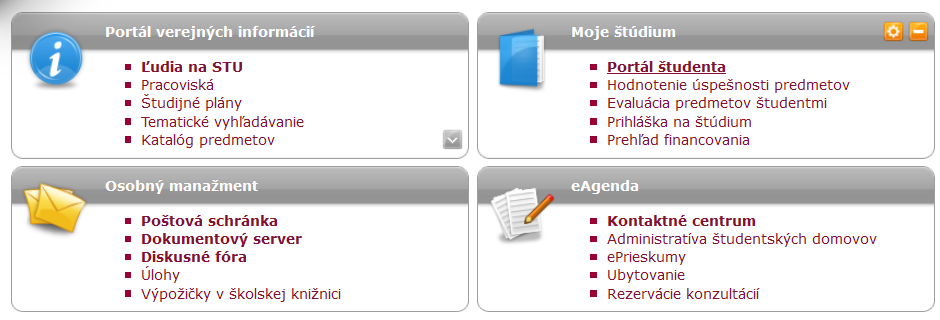 Portál verejných informácií
Ľudia na STU
Pracoviská
Študijné plány
Tematické vyhľadávanie
Katalóg predmetov
Moje štúdium
Portál študenta
Hodnotenie úspešnosti predmetov
Evaluácia predmetov študentmi
Prihláška na štúdium
Prehľad financovania
Osobný manažment
Poštová schránka
Dokumentový server
Diskusné fóra
Úlohy
Výpožičky v školskej knižnici
eAgenda
Kontaktné centrum
Administratíva študentských domovov
ePrieskumy
Ubytovanie
Rezervácie konzultácií